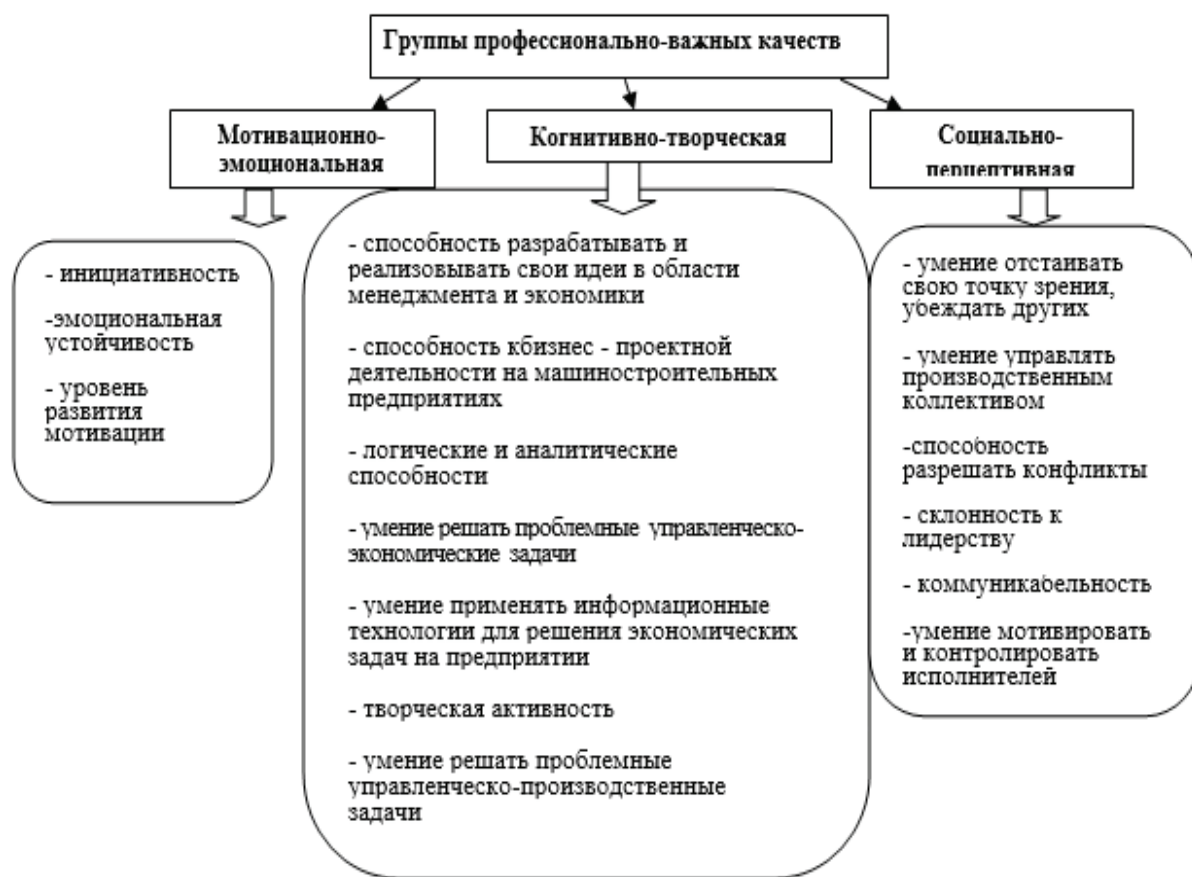 Группы профессионально-важных качеств
Мотивационно-
эмоциональная
Когнитивно-творческая
Социально-
перцептивная
- инициативность
-эмоциональная
устойчивость
- уровень
развития
мотивации
- способность разрабатывать и
реализовывать свои идеи в области
менеджмента и экономики
- способность кбизнес - проектной
деятельности на машиностроительных
предприятиях
- логические и аналитические
способности
- умение решать проблемные управленческо-
экономические задачи
- умение применять информационные
технологии для решения экономических
задач на предприятии
- творческая активность
- умение решать проблемные
управленческо-производственные
задачи
- умение отстаивать
свою точку зрения,
убеждать других
- умение управлять
производственным
коллективом
-способность
разрешать конфликты
- склонность к
лидерству
- коммуникабельность
-умение мотивировать
и контролировать
исполнителей